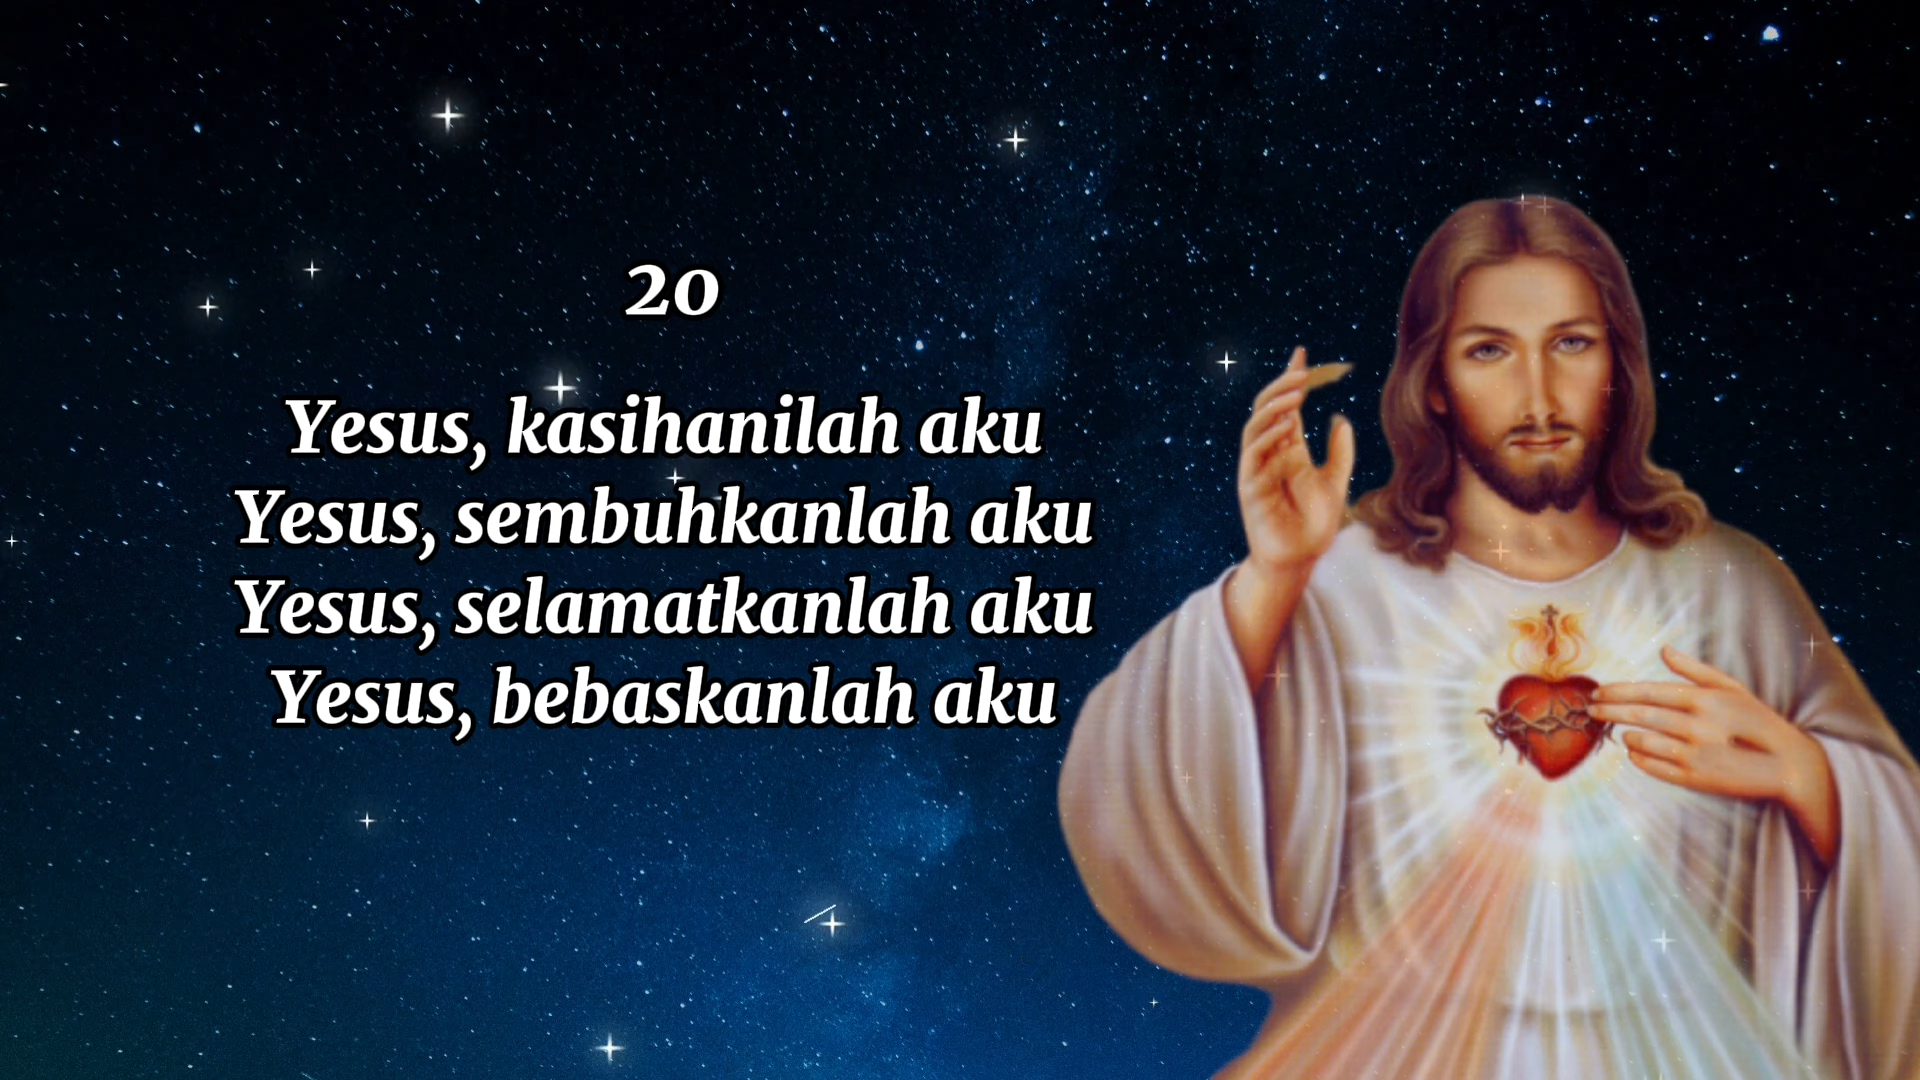 20
Yesus, kasihanilah aku
Yesus, sembuhkanlah aku
Yesus, selamatkanlah aku
Yesus, bebaskanlah aku